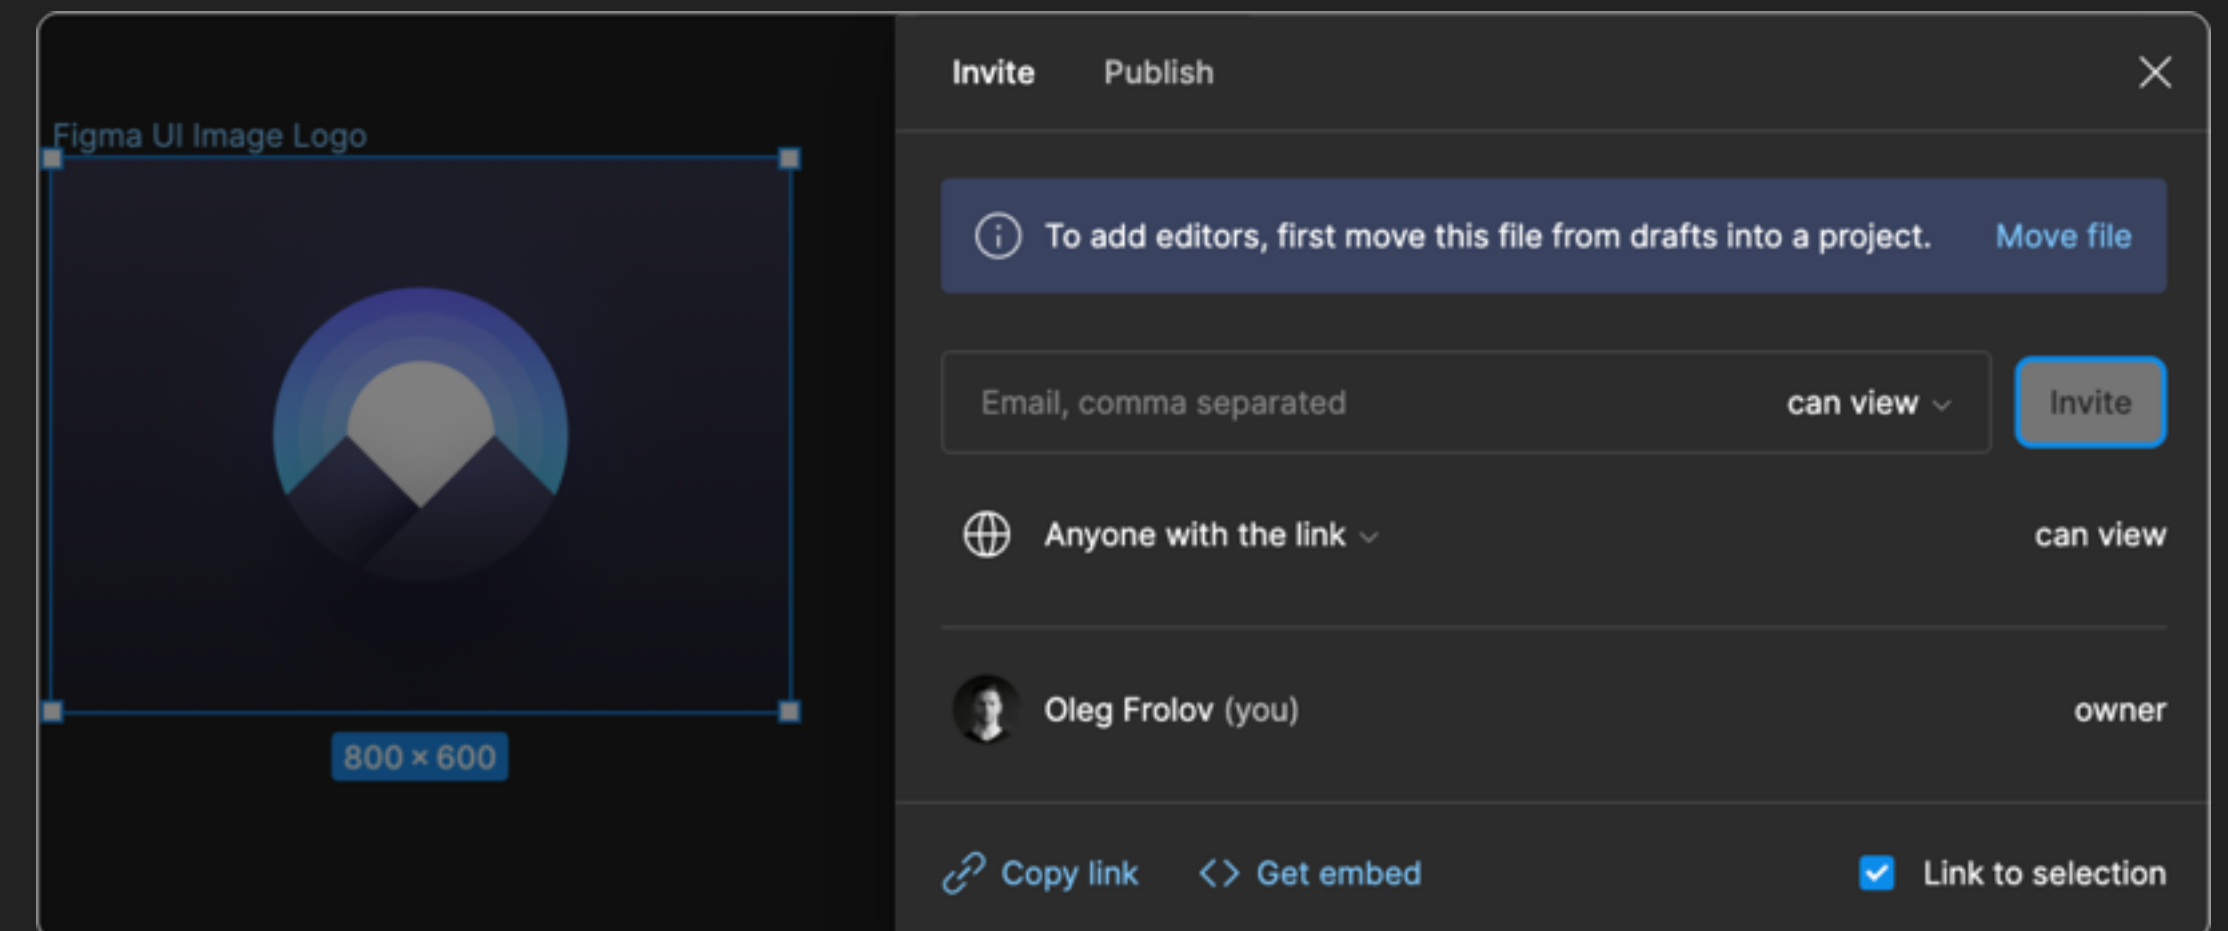 Invite Publish
Figma UI Image Logo
To add editors, first move this file from drafts into a project. Move file
Email, comma separated can view Invite
Anyone with the link can view
Oleg Frolov (you) owner
800 × 600
Copy link Get embed Link to selection